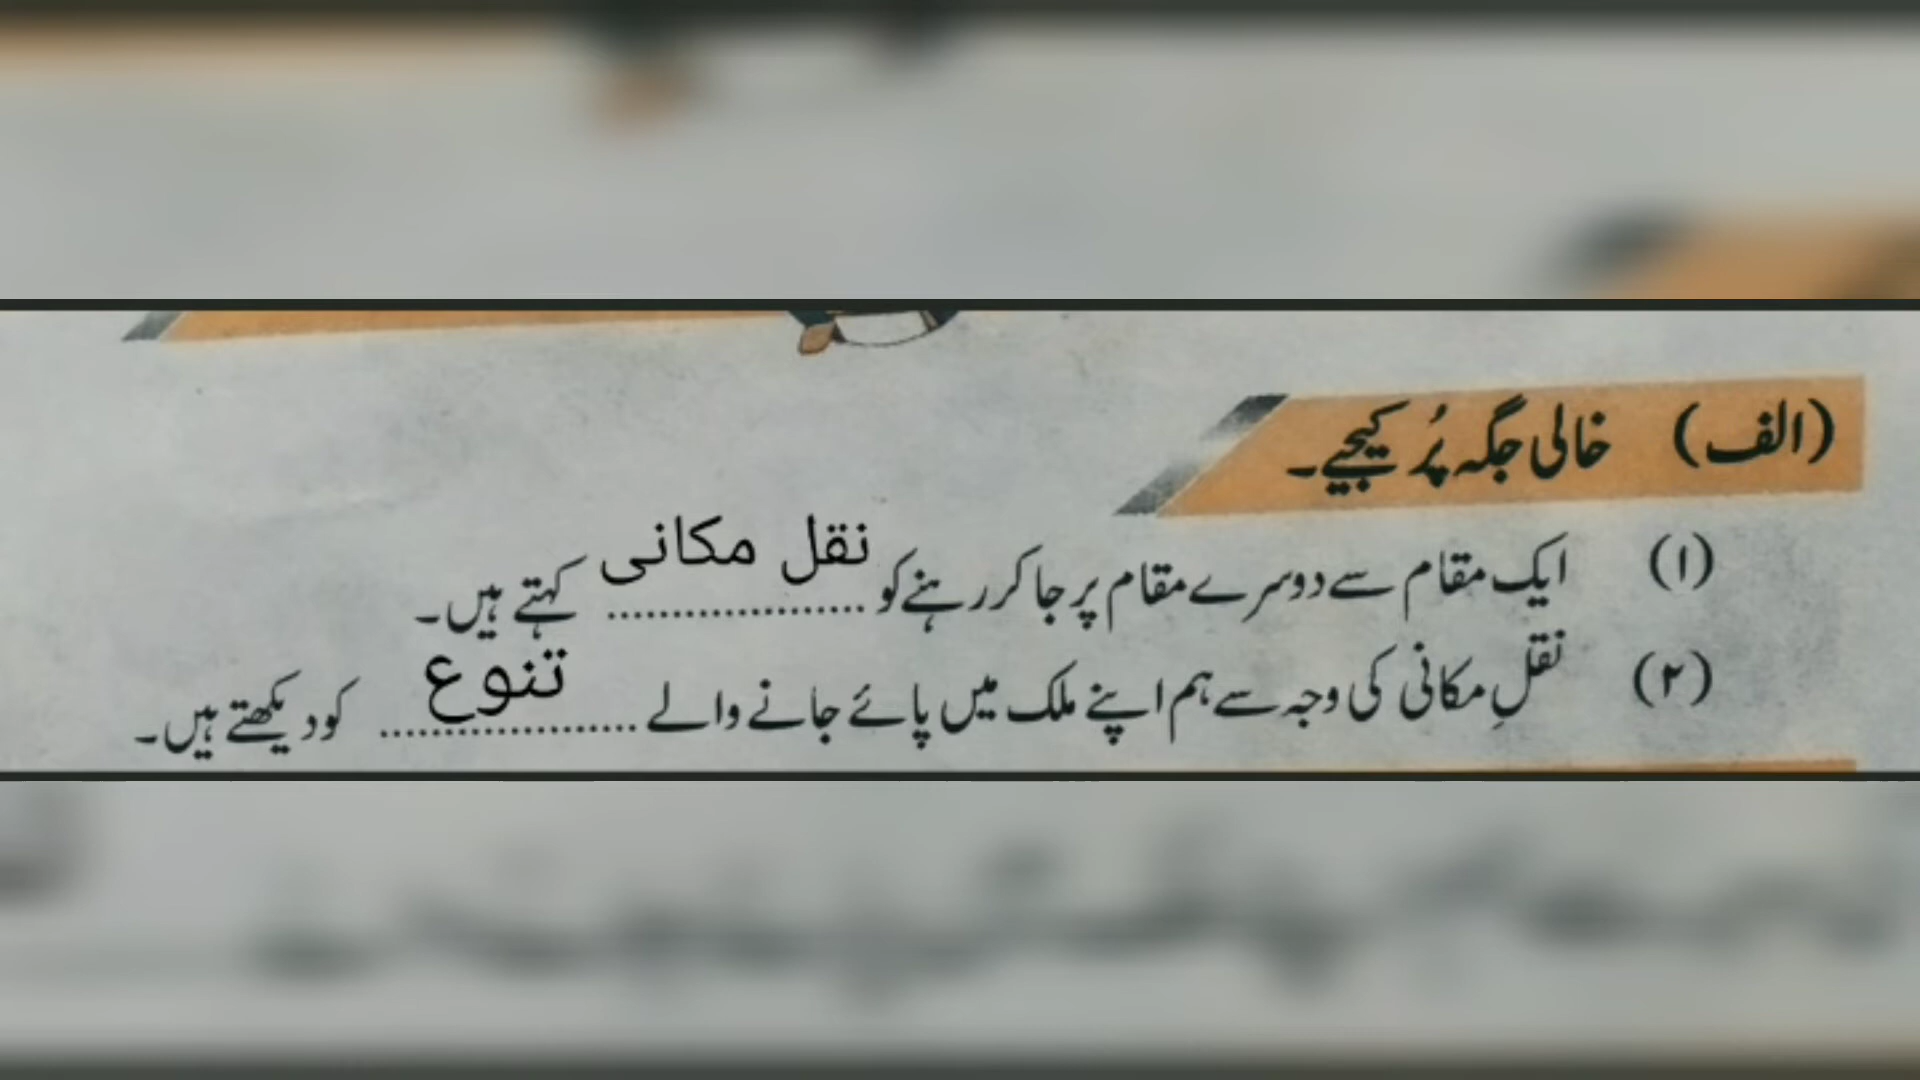 (الف) خالی جگہ پُر کیجیے۔
(۱) ایک مقام سے دوسرے مقام پر جا کر رہنے کو نقل مکانی کہتے ہیں۔
(۲) نقلِ مکانی کی وجہ سے ہم اپنے ملک میں پائے جانے والے تنوع کو دیکھتے ہیں۔